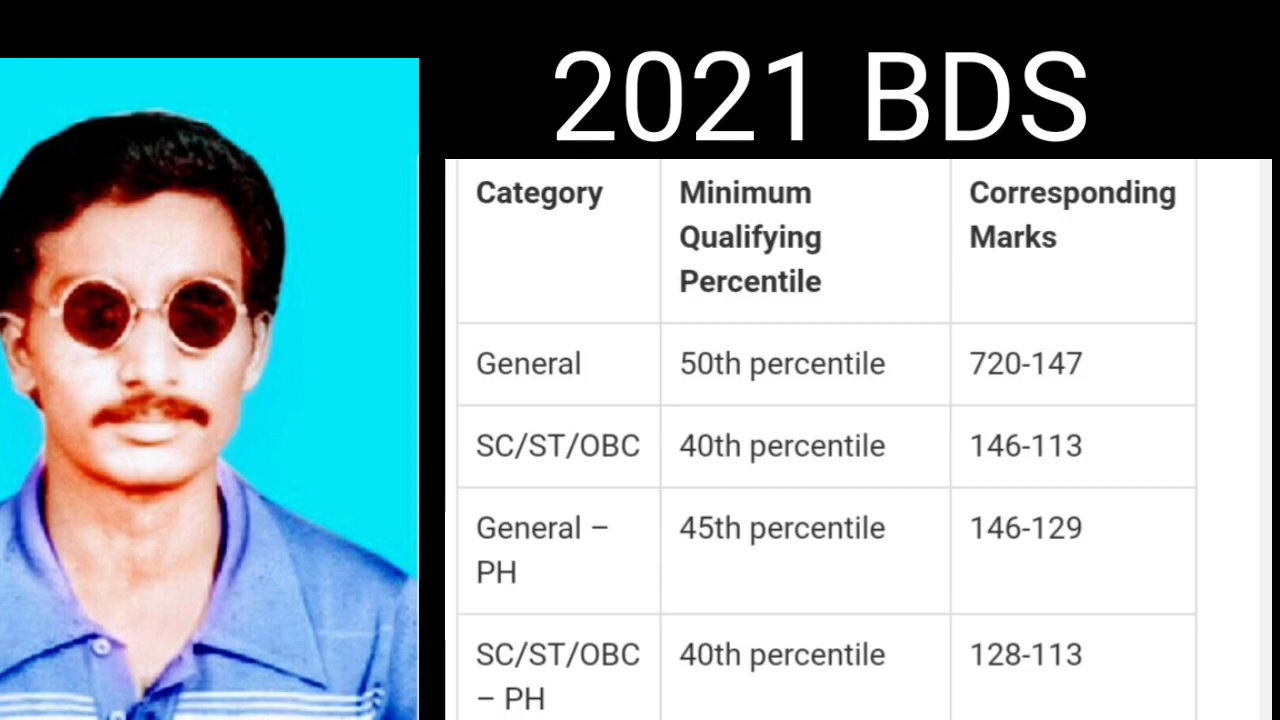 2021 BDS
Category
Minimum
Qualifying
Percentile
Corresponding
Marks
General
50th percentile
720-147
SC/ST/OBC
40th percentile
146-113
General –
PH
45th percentile
146-129
SC/ST/OBC
– PH
40th percentile
128-113